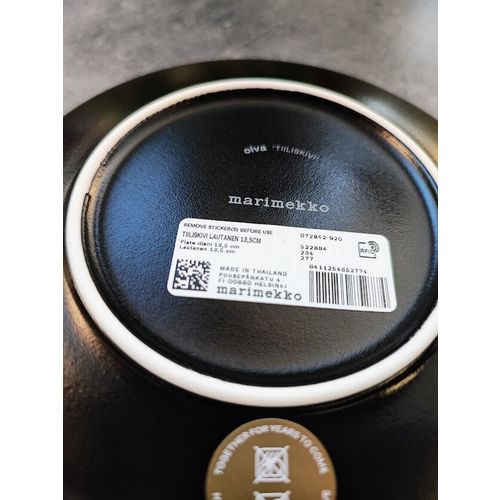 oiva 'TIILISKIVI'
marimekko
REMOVE STICKER(S) BEFORE USE
TIILISKIVI LAUTANEN 13,5CM
Plate diam 13,5 cm
Lautanen 13,5 cm
072842-920
522884
234
277
RFID
MADE IN THAILAND
PUUSEPÄNKATU 4
FI-00880 HELSINKI
marimekko
TOGETHER FOR YEARS TO COME